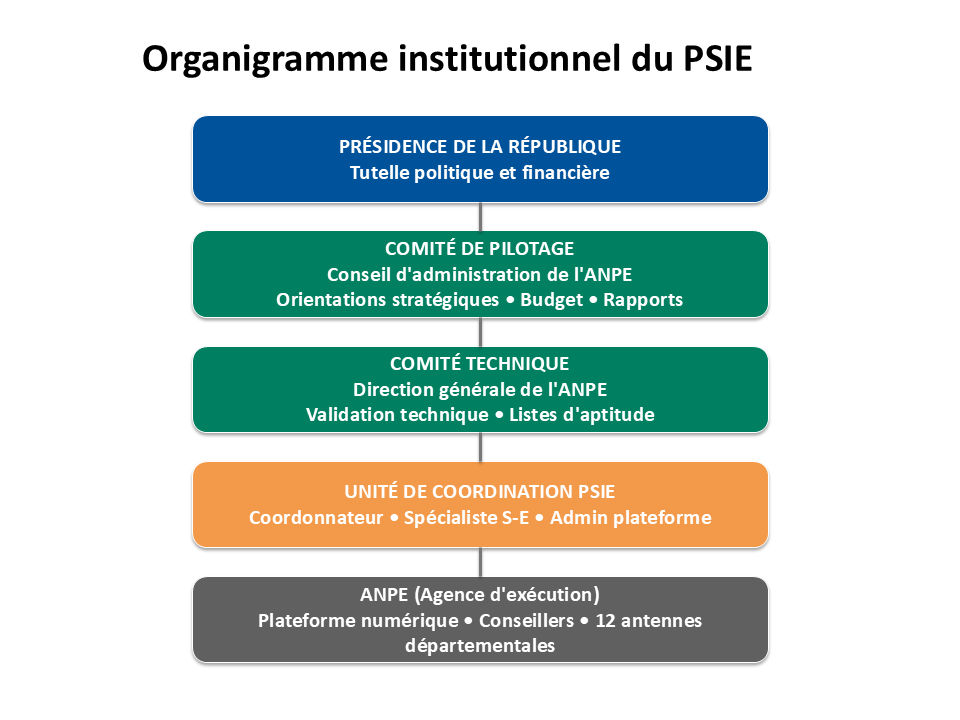 Organigramme institutionnel du PSIE
PRÉSIDENCE DE LA RÉPUBLIQUE
Tutelle politique et financière
COMITÉ DE PILOTAGE
Conseil d'administration de l'ANPE
Orientations stratégiques • Budget • Rapports
COMITÉ TECHNIQUE
Direction générale de l'ANPE
Validation technique • Listes d'aptitude
UNITÉ DE COORDINATION PSIE
Coordonnateur • Spécialiste S-E • Admin plateforme
ANPE (Agence d'exécution)
Plateforme numérique • Conseillers • 12 antennes
départementales